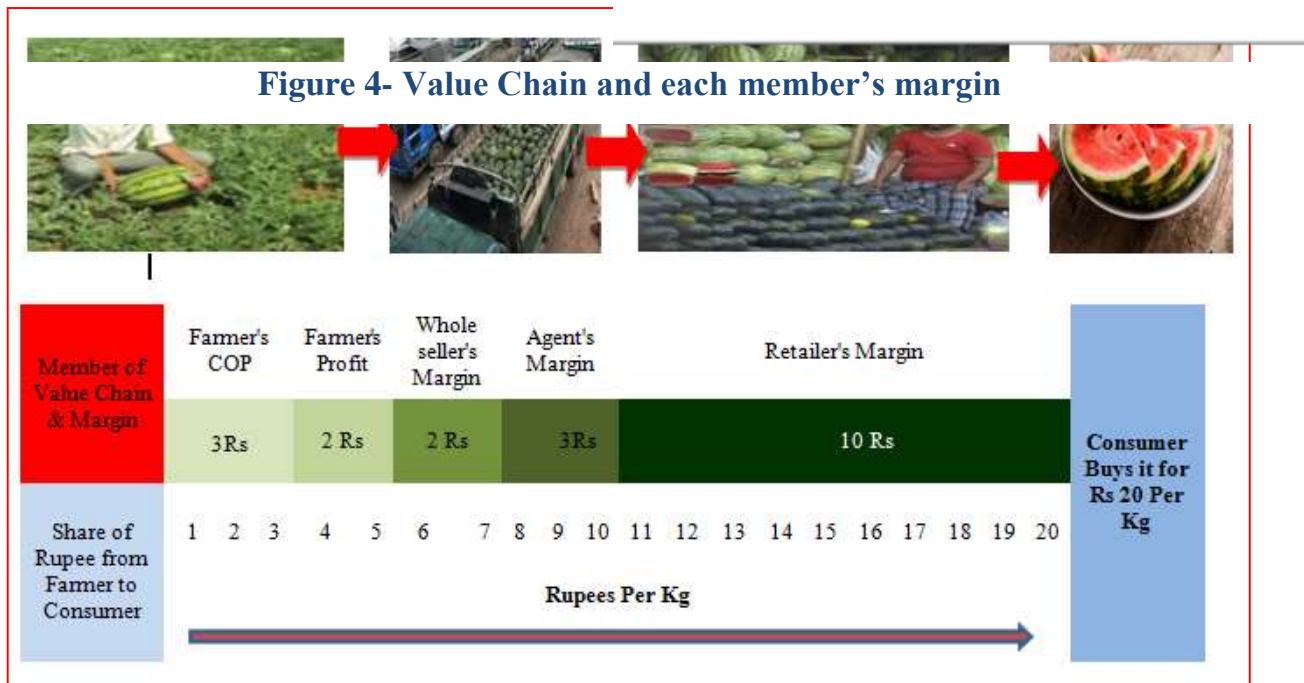 Figure 4- Value Chain and each member's margin
Member of
Value Chain
& Margin
Farmer's
COP
Farmer's
Profit
Whole
seller's
Margin
Agent's
Margin
Retailer's Margin
3Rs
2 Rs
2 Rs
3Rs
10 Rs
Consumer
Buys it for
Rs 20 Per
Kg
Share of
Rupee from
Farmer to
Consumer
1 2 3 4 5 6 7 8 9 10 11 12 13 14 15 16 17 18 19 20
Rupees Per Kg